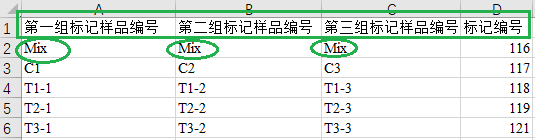 A B C D
1 第一组标记样品编号 第二组标记样品编号 第三组标记样品编号 标记编号
2 Mix Mix Mix 116
3 C1 C2 C3 117
4 T1-1 T1-2 T1-3 118
5 T2-1 T2-2 T2-3 119
6 T3-1 T3-2 T3-3 121